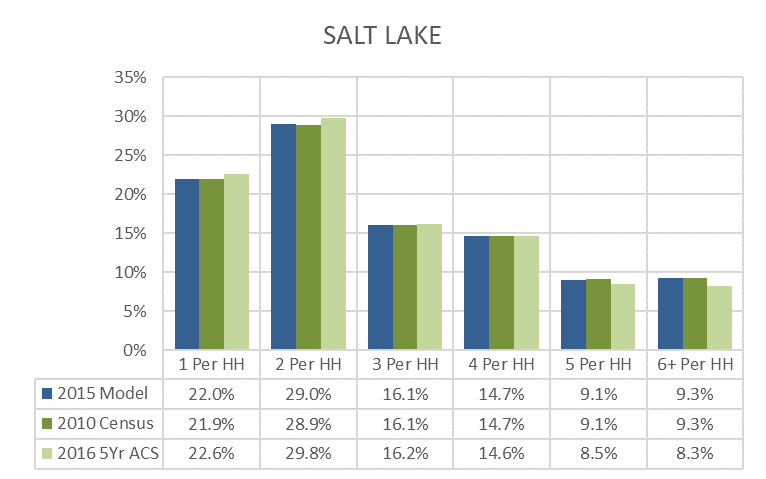 SALT LAKE
35%
30%
25%
20%
15%
10%
5%
0%
1 Per HH 2 Per HH 3 Per HH 4 Per HH 5 Per HH 6+ Per HH
2015 Model 22.0% 29.0% 16.1% 14.7% 9.1% 9.3%
2010 Census 21.9% 28.9% 16.1% 14.7% 9.1% 9.3%
2016 5Yr ACS 22.6% 29.8% 16.2% 14.6% 8.5% 8.3%